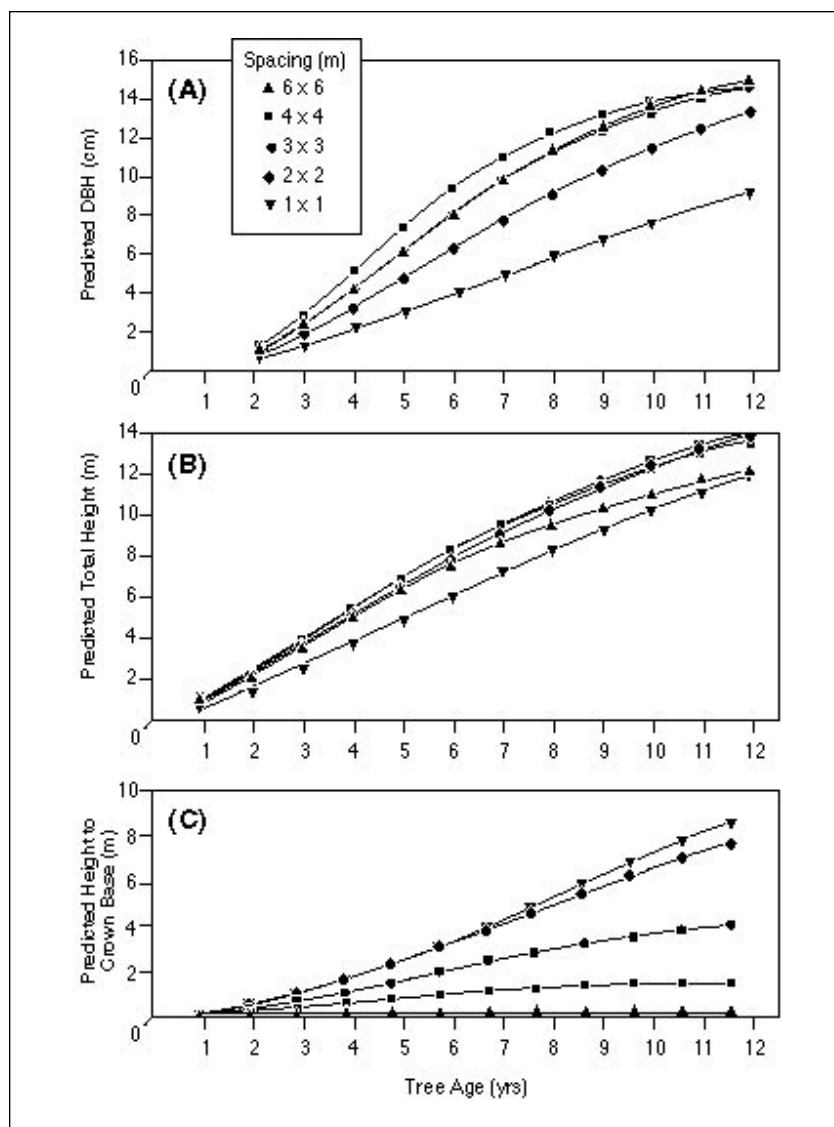 (A)
Spacing (m)
6 x 6
4 x 4
3 x 3
2 x 2
1 x 1
Predicted DBH (cm)
16
14
12
10
8
6
4
2
0
1 2 3 4 5 6 7 8 9 10 11 12
(B)
Predicted Total Height (m)
14
12
10
8
6
4
2
0
1 2 3 4 5 6 7 8 9 10 11 12
(C)
Predicted Height to
Crown Base (m)
10
8
6
4
2
0
1 2 3 4 5 6 7 8 9 10 11 12
Tree Age (yrs)